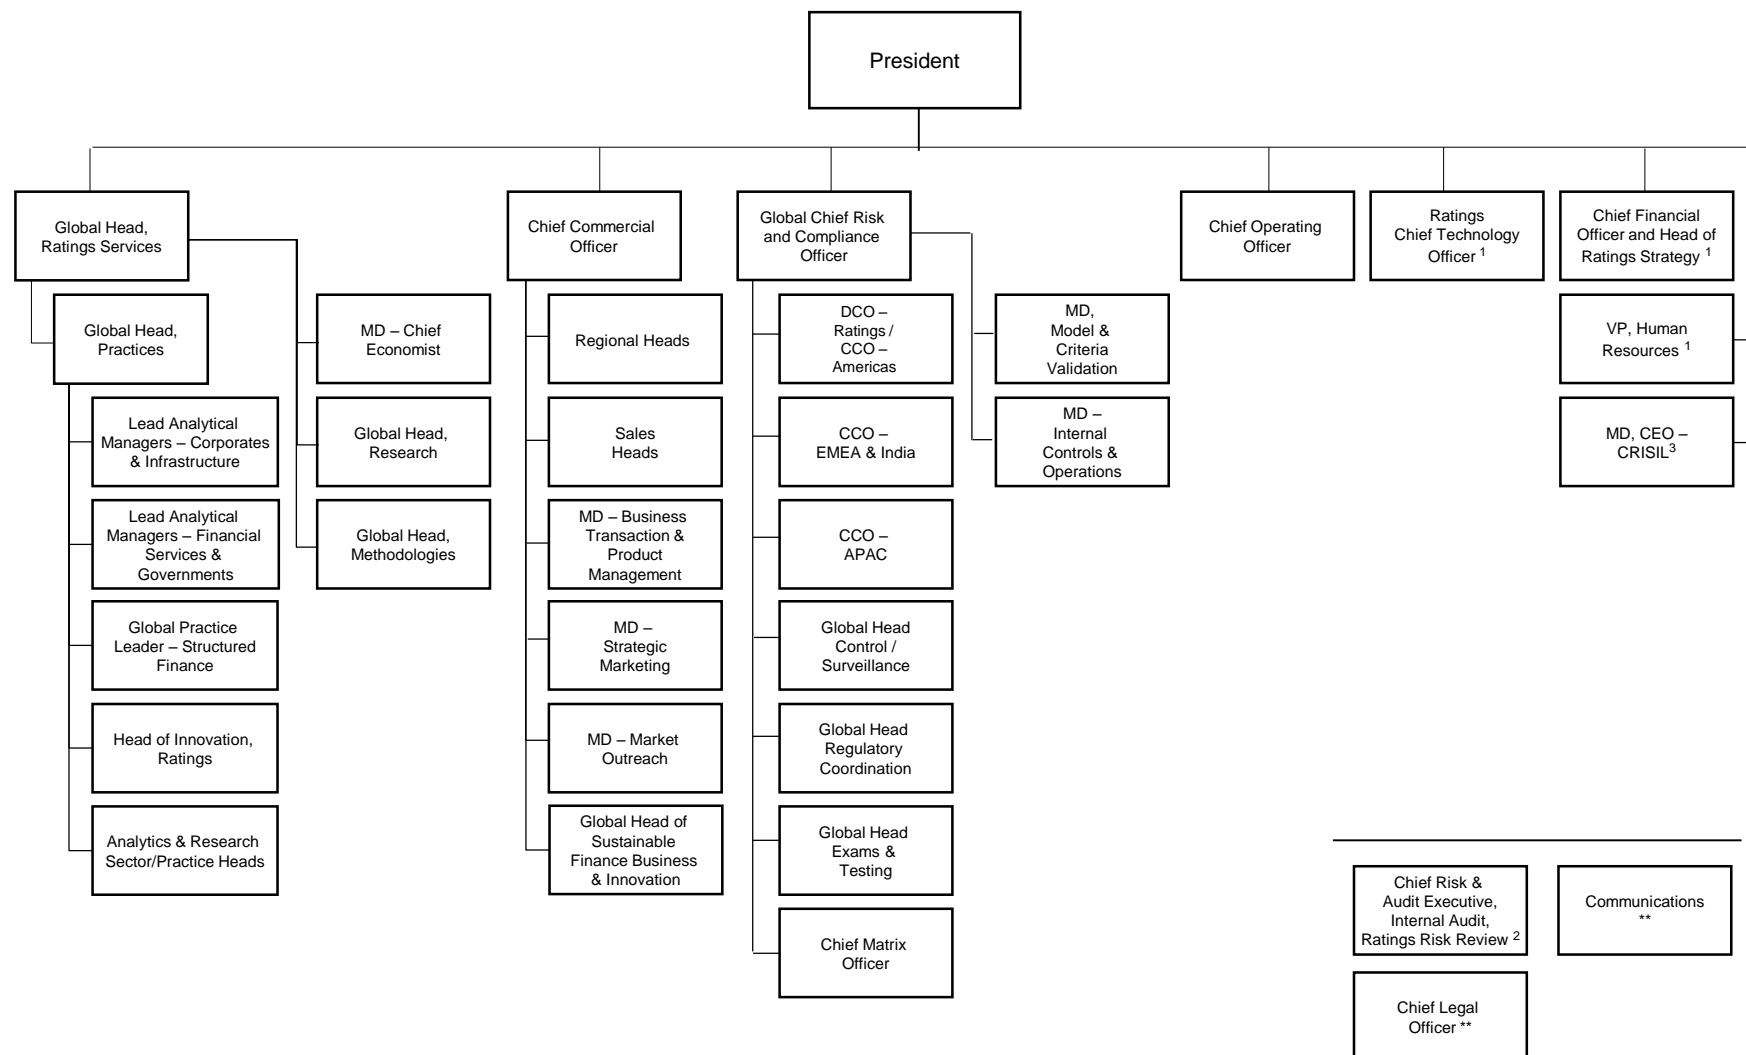 President
Global Head,
Ratings Services
Chief Commercial
Officer
Global Chief Risk
and Compliance
Officer
Chief Operating
Officer
Ratings
Chief Technology
Officer 1
Chief Financial
Officer and Head of
Ratings Strategy 1
Global Head,
Practices
MD – Chief
Economist
Regional Heads
DCO –
Ratings /
CCO –
Americas
MD,
Model &
Criteria
Validation
VP, Human
Resources 1
Lead Analytical
Managers – Corporates
& Infrastructure
Global Head,
Research
Sales
Heads
CCO –
EMEA & India
MD –
Internal
Controls &
Operations
MD, CEO –
CRISIL3
Lead Analytical
Managers – Financial
Services &
Governments
Global Head,
Methodologies
MD – Business
Transaction &
Product
Management
CCO –
APAC
Global Practice
Leader – Structured
Finance
MD –
Strategic
Marketing
Global Head
Control /
Surveillance
Head of Innovation,
Ratings
MD – Market
Outreach
Global Head
Regulatory
Coordination
Analytics & Research
Sector/Practice Heads
Global Head of
Sustainable
Finance Business
& Innovation
Global Head
Exams &
Testing
Chief Risk &
Audit Executive,
Internal Audit,
Ratings Risk Review 2
Communications
**
Chief Matrix
Officer
Chief Legal
Officer **